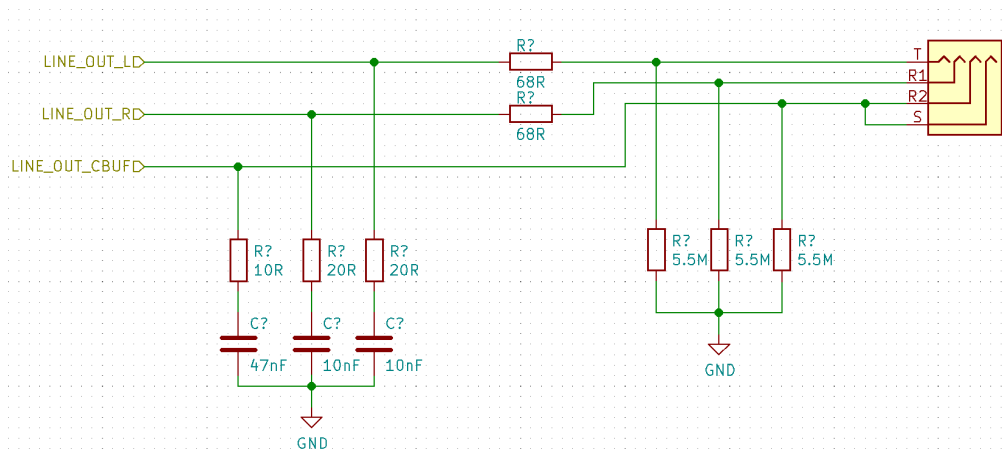 LINE_OUT_L
LINE_OUT_R
LINE_OUT_CBUF
R?
68R
R?
68R
T
R1
R2
S
R?
10R
R?
20R
R?
20R
C?
47nF
C?
10nF
C?
10nF
GND
R?
5.5M
R?
5.5M
R?
5.5M
GND